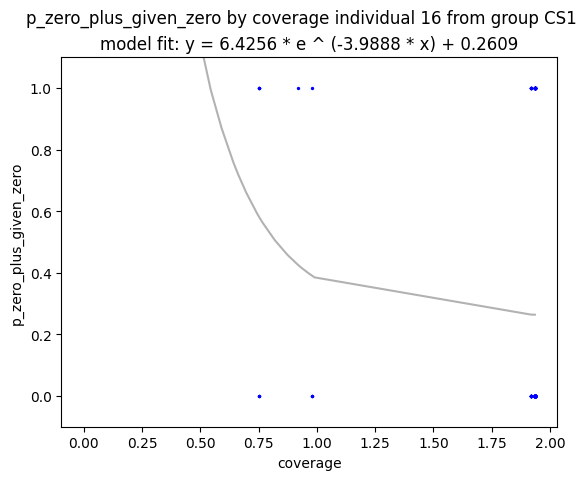 p_zero_plus_given_zero by coverage individual 16 from group CS1
model fit: y = 6.4256 * e ^ (-3.9888 * x) + 0.2609
1.0
0.8
0.6
0.4
0.2
0.0
p_zero_plus_given_zero
0.00 0.25 0.50 0.75 1.00 1.25 1.50 1.75 2.00
coverage